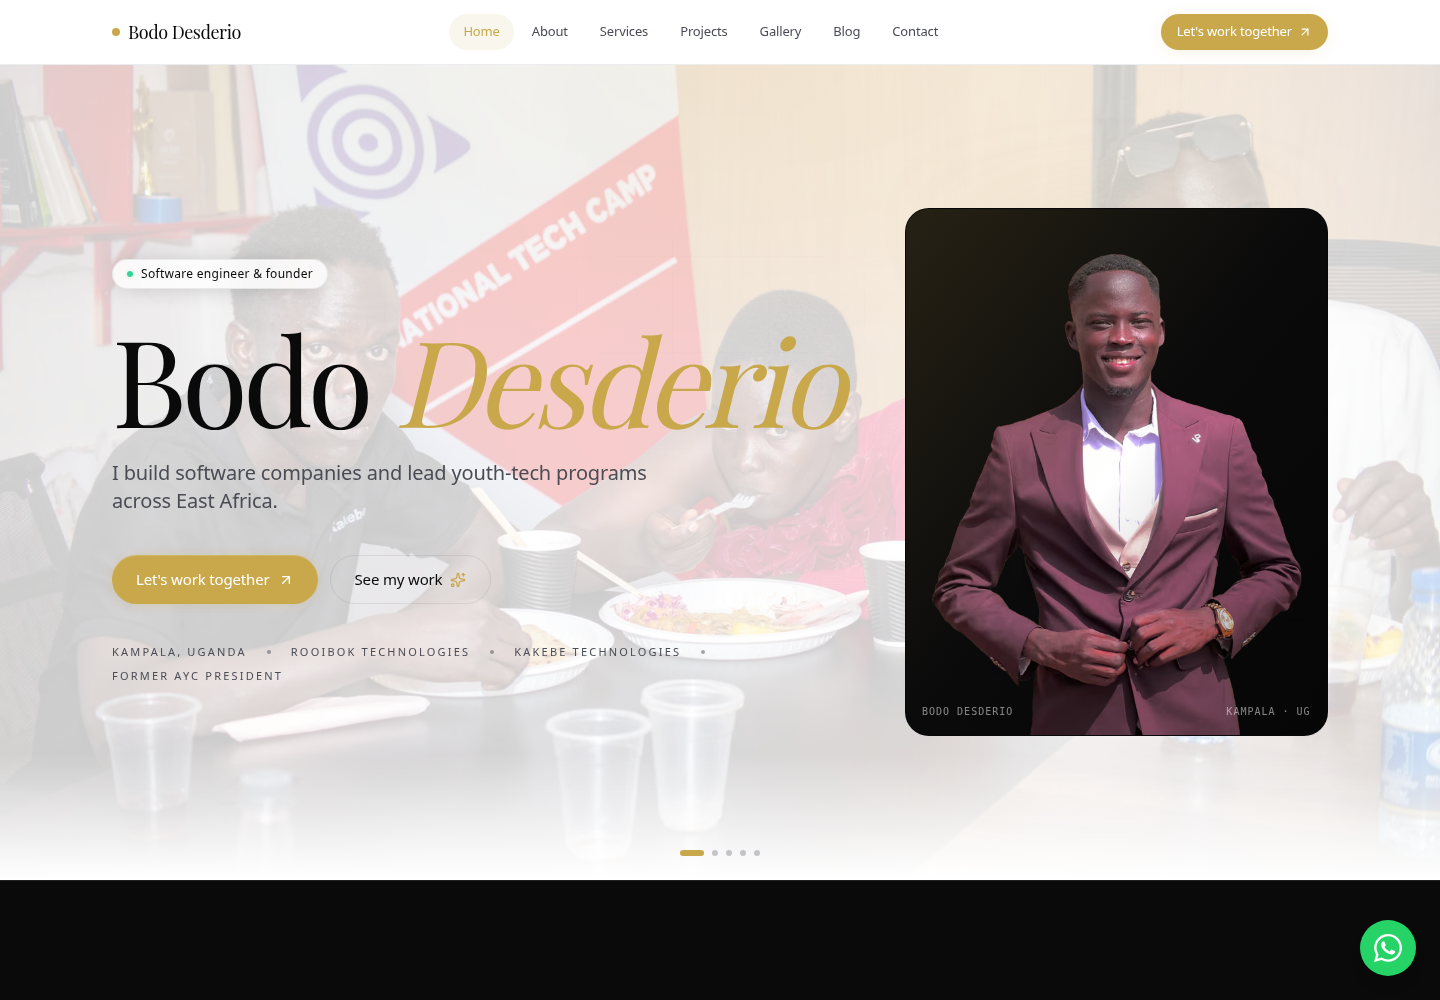 Bodo Desderio
Home
About
Services
Projects
Gallery
Blog
Contact
Let's work together
ATIONAL TECH CAMP
Software engineer & founder
Bodo Desderio
I build software companies and lead youth-tech programs
across East Africa.
Let's work together
See my work
KAMPALA, UGANDA • ROOIBOK TECHNOLOGIES • KAKEBE TECHNOLOGIES •
FORMER AYC PRESIDENT
BODO DESDERIO
KAMPALA · UG